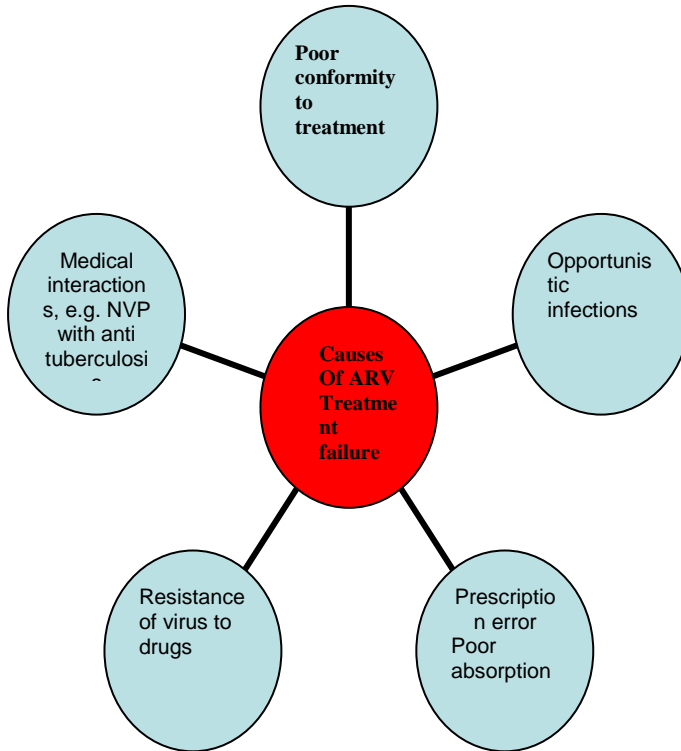 Poor
conformity
to
treatment
Medical
interaction
s, e.g. NVP
with anti
tuberculosi
Opportunis
tic
infections
Causes
Of ARV
Treatme
nt
failure
Resistance
of virus to
drugs
Prescriptio
n error
Poor
absorption